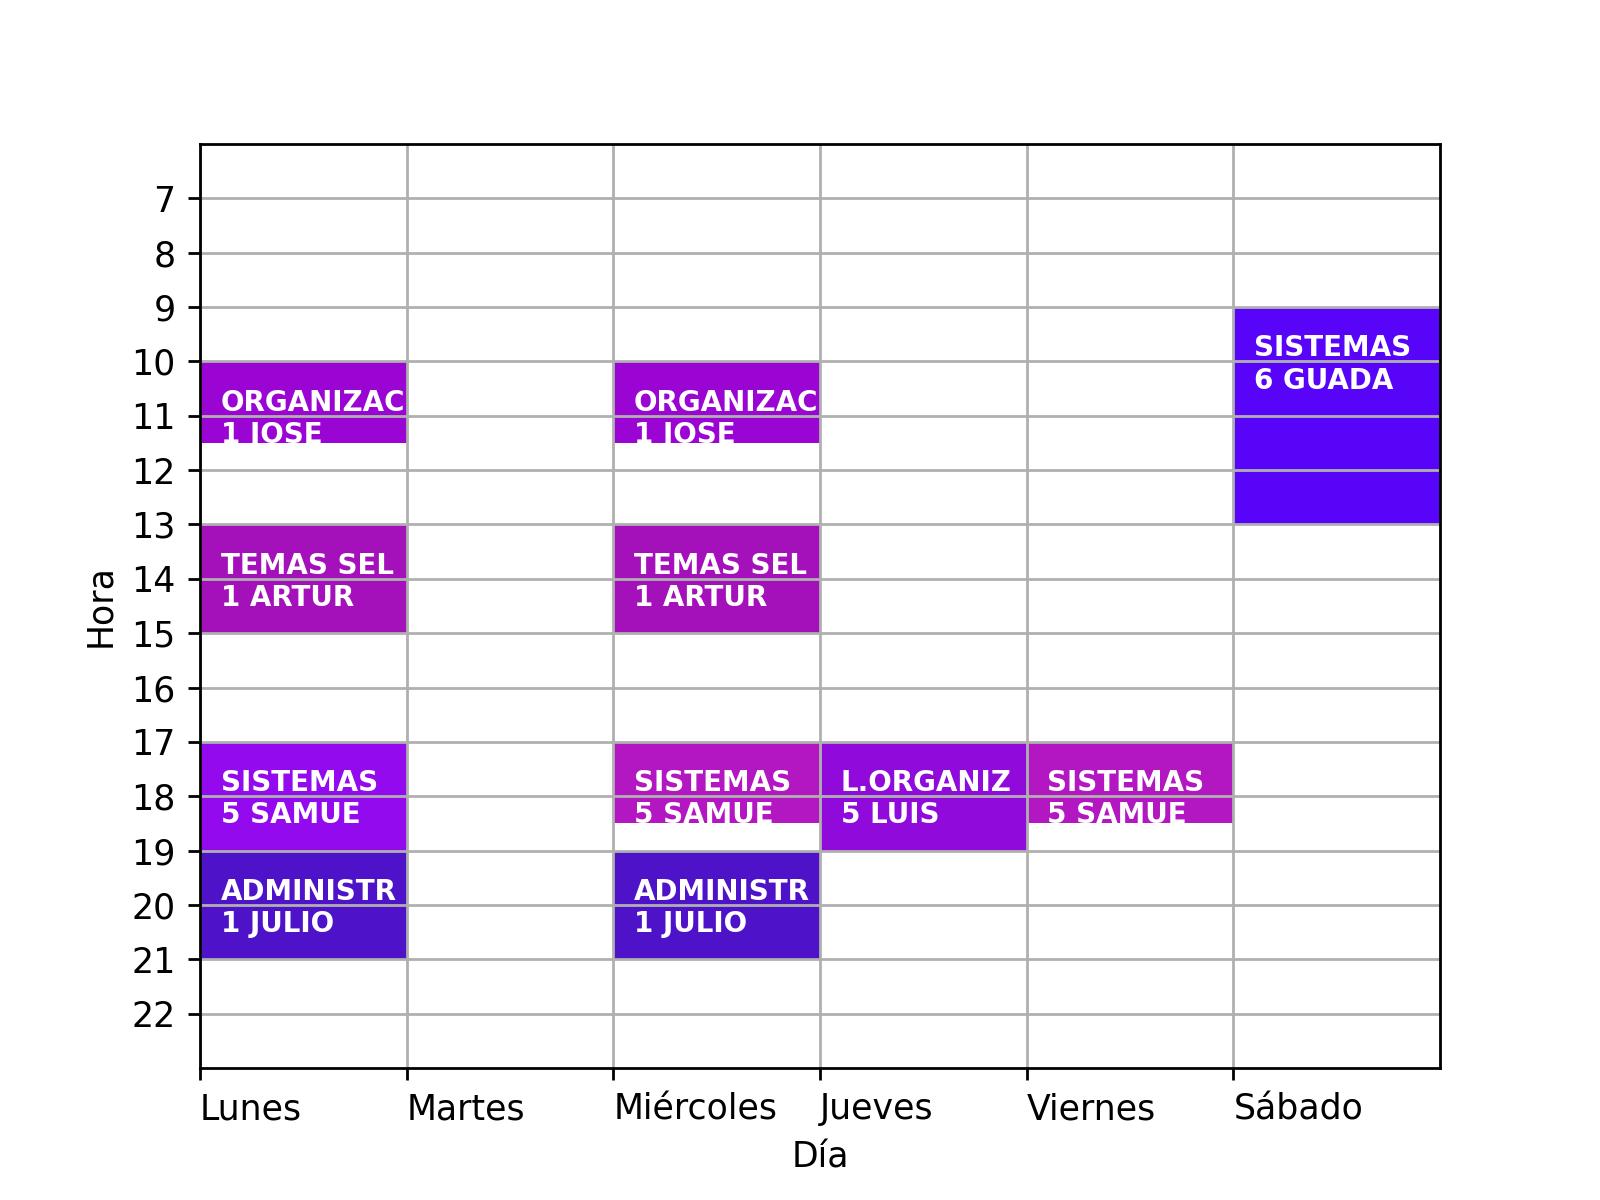 7
8
9
SISTEMAS
10
6 GUADA
ORGANIZAC
ORGANIZAC
11
1 JOSE
1 JOSE
12
13
TEMAS SEL
TEMAS SEL
14
1 ARTUR
1 ARTUR
Hora
15
16
17
SISTEMAS
SISTEMAS
L.ORGANIZ
SISTEMAS
18
5 SAMUE
5 SAMUE
5 LUIS
5 SAMUE
19
ADMINISTR
ADMINISTR
20
1 JULIO
1 JULIO
21
22
Lunes
Martes
Miércoles
Jueves
Viernes
Sábado
Día